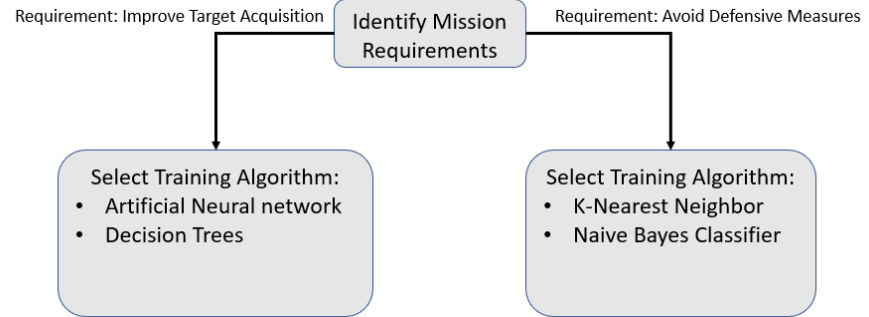 Requirement: Improve Target Acquisition
Identify Mission
Requirements
Requirement: Avoid Defensive Measures
Select Training Algorithm:
• Artificial Neural network
• Decision Trees
Select Training Algorithm:
• K-Nearest Neighbor
• Naive Bayes Classifier